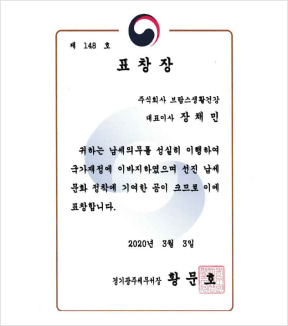 제 148 호
표창장
주식회사 브람스생활건강
대표이사 장채민
귀하는 납세의무를 성실히 이행하여
국가재정에 이바지하였으며 선진 납세
문화 정착에 기여한 공이 크므로 이에
표창합니다.
2020년 3월 3일
경기광주세무서장 황문호